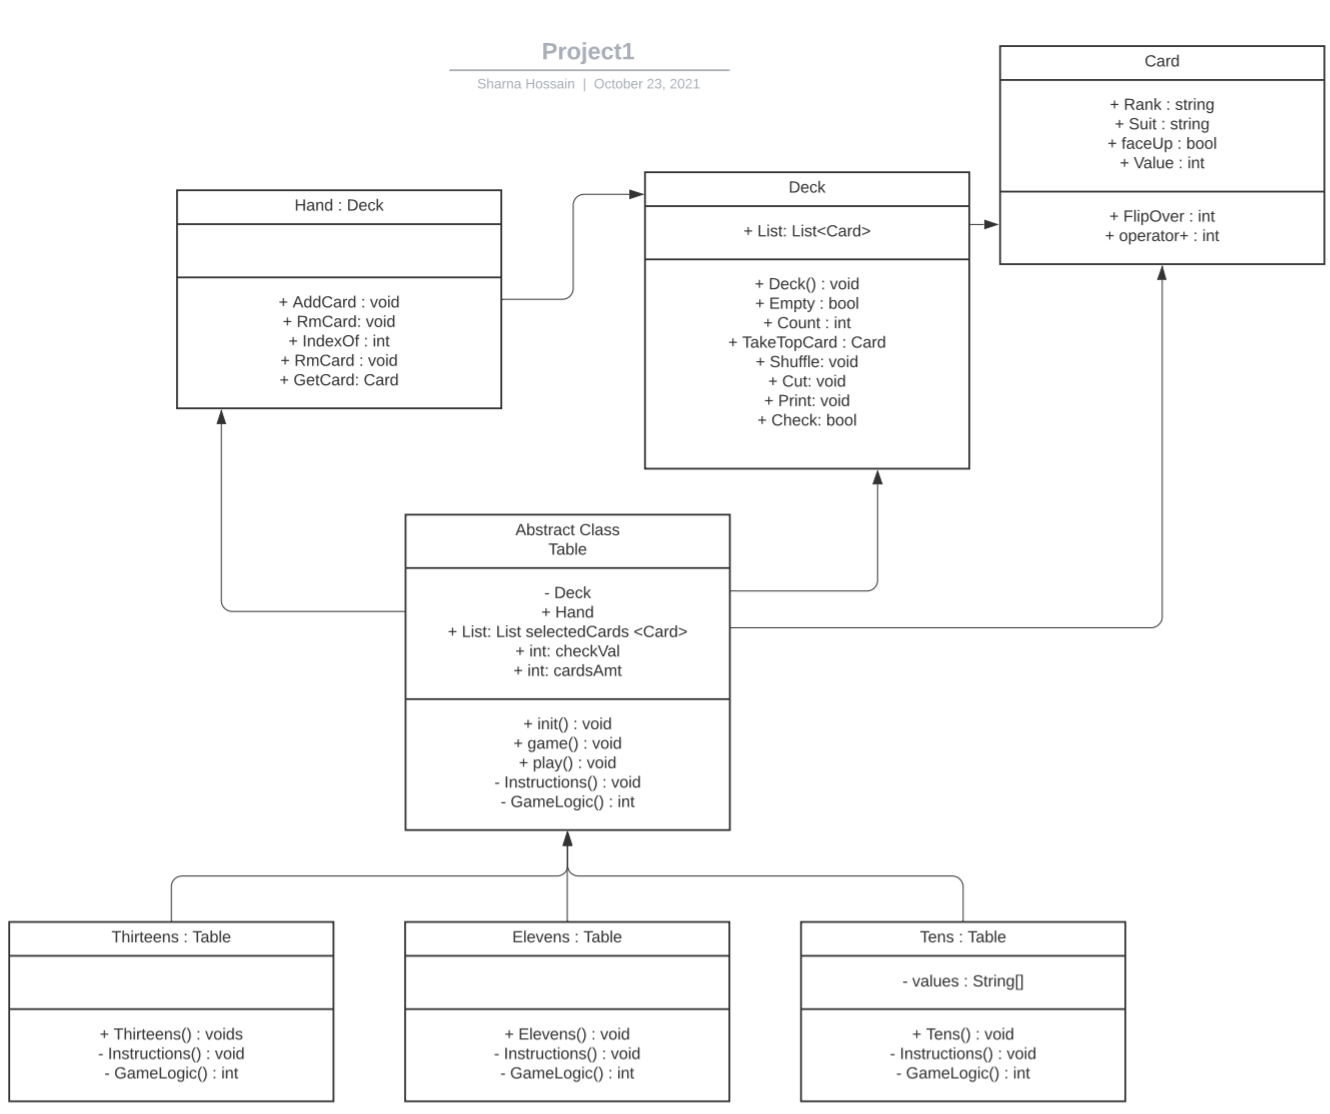 Project1
Sharna Hossain | October 23, 2021
Card
+ Rank : string
+ Suit : string
+ faceUp : bool
+ Value : int
+ FlipOver : int
+ operator+ : int
Deck
+ List: List<Card>
+ Deck() : void
+ Empty : bool
+ Count : int
+ TakeTopCard : Card
+ Shuffle: void
+ Cut: void
+ Print: void
+ Check: bool
Hand : Deck
+ AddCard : void
+ RmCard: void
+ IndexOf : int
+ RmCard : void
+ GetCard: Card
Abstract Class
Table
- Deck
+ Hand
+ List: List selectedCards <Card>
+ int: checkVal
+ int: cardsAmt
+ init() : void
+ game() : void
+ play() : void
- Instructions() : void
- GameLogic() : int
Thirteens : Table
+ Thirteens() : voids
- Instructions() : void
- GameLogic() : int
Elevens : Table
+ Elevens() : void
- Instructions() : void
- GameLogic() : int
Tens : Table
- values : String[]
+ Tens() : void
- Instructions() : void
- GameLogic() : int